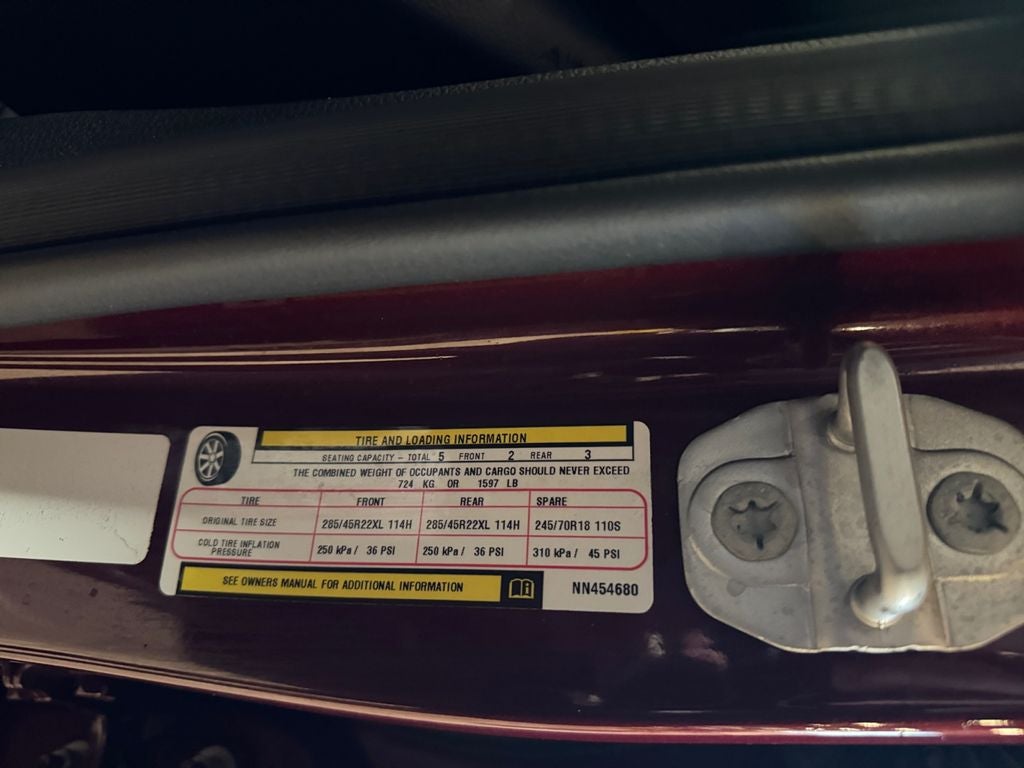 TIRE AND LOADING INFORMATION
SEATING CAPACITY - TOTAL 5 FRONT 2 REAR 3
THE COMBINED WEIGHT OF OCCUPANTS AND CARGO SHOULD NEVER EXCEED
724 KG OR 1597 LB
TIRE FRONT REAR SPARE
ORIGINAL TIRE SIZE 285/45R22XL 114H 285/45R22XL 114H 245/70R18 110S
COLD TIRE INFLATION PRESSURE 250 kPa / 36 PSI 250 kPa / 36 PSI 310 kPa / 45 PSI
SEE OWNERS MANUAL FOR ADDITIONAL INFORMATION NN454680